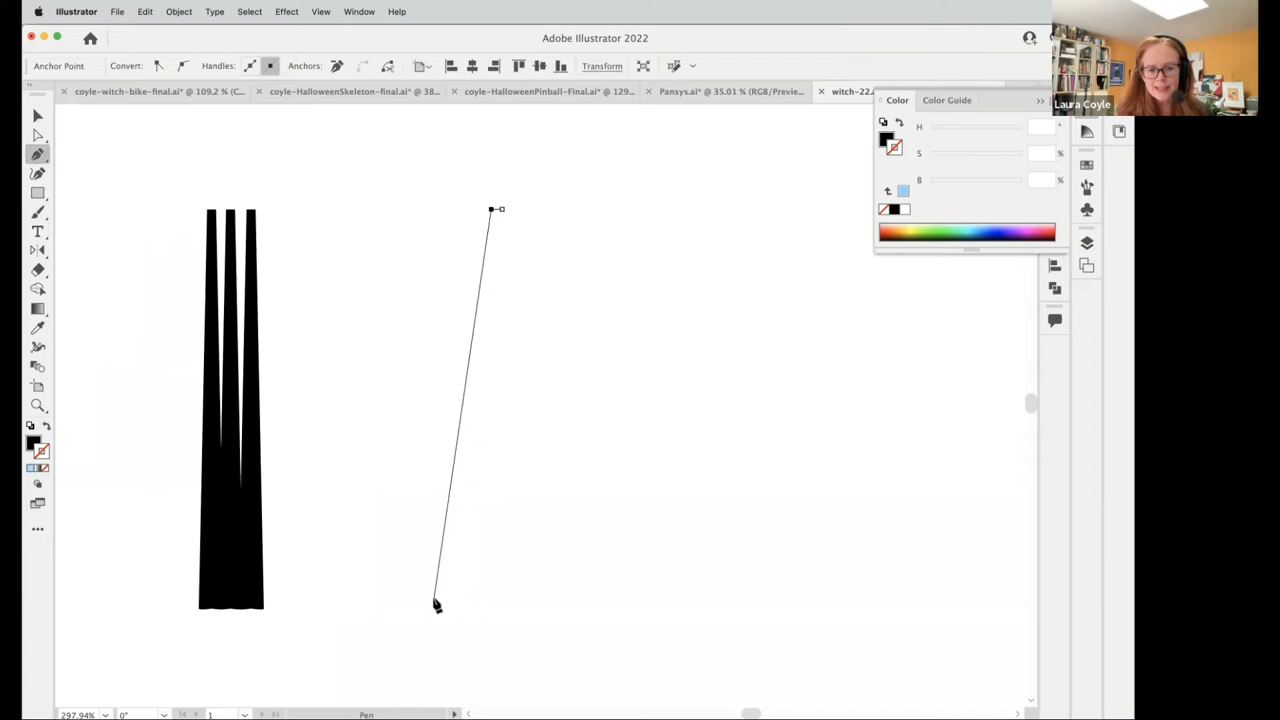 Illustrator File Edit Object Type Select Effect View Window Help
Adobe Illustrator 2022
Anchor Point Convert: Handles: Anchors: Transform
coyle-witch-bike-final.ai* @ 109.2 % (C...
coyle-HalloweenSkeleton-final.ai* @ 38...
coyle-HalloweenPinball-Final.ai* @ 129...
Pansys.ai* @ 35.01 % (RGB/Previe...
witch-22.
Color Color Guide
Laura Coyle
H °
S %
B %
297.94% 0° 1 Pen